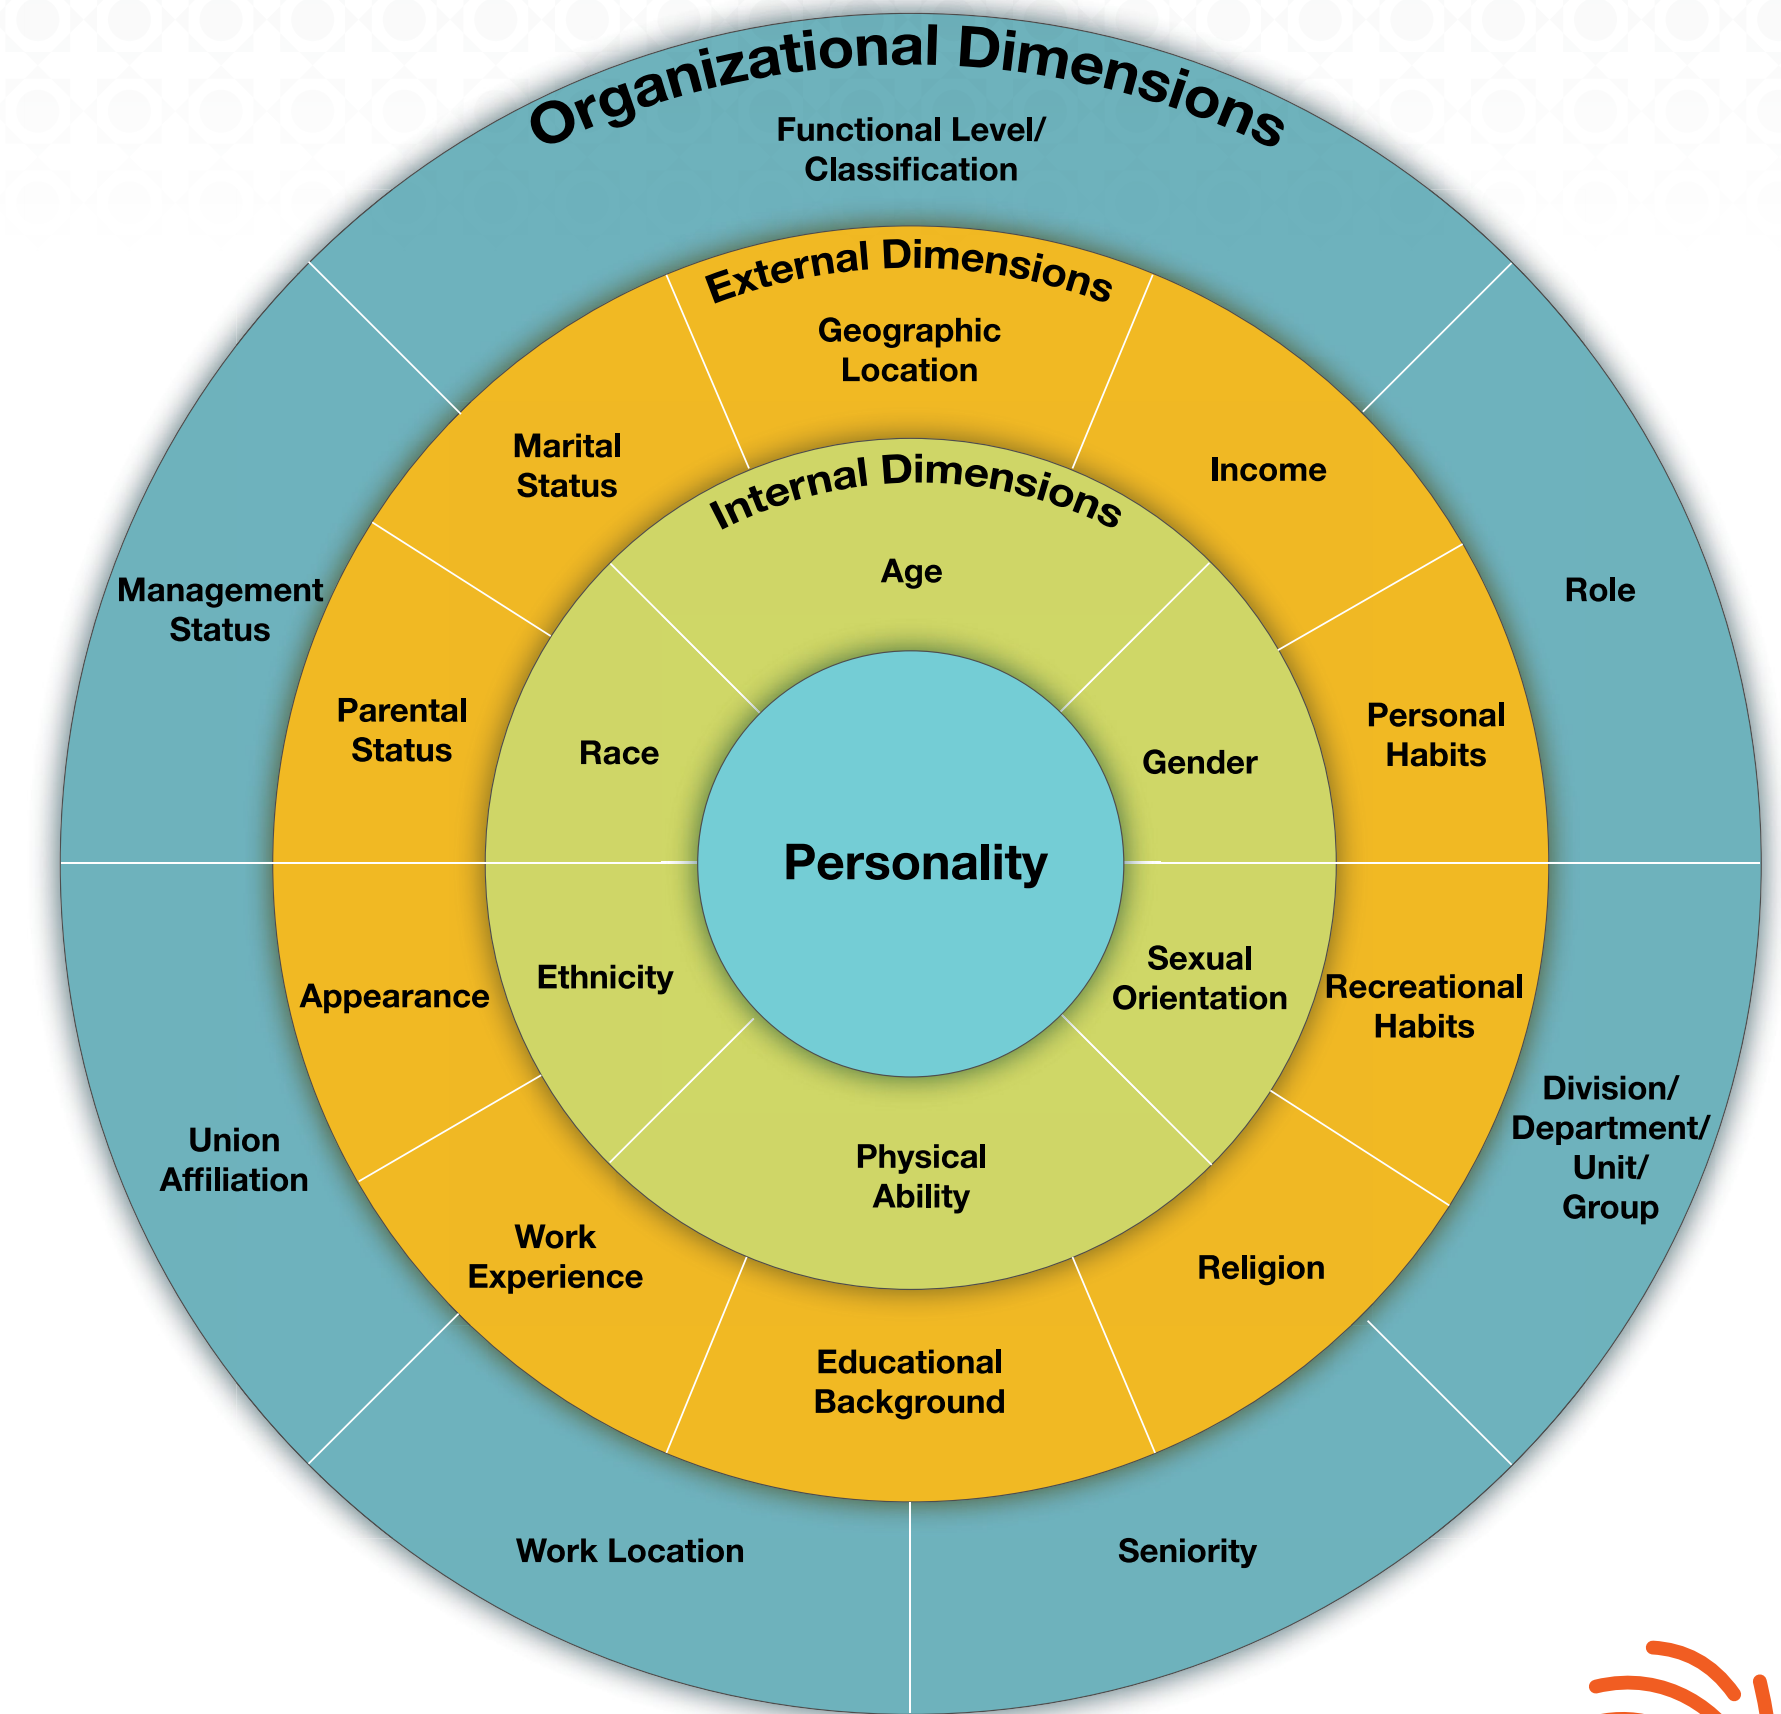 Organizational Dimensions
Functional Level/
Classification
External Dimensions
Geographic
Location
Marital
Status
Income
Internal Dimensions
Age
Management
Status
Role
Parental
Status
Race
Gender
Personal
Habits
Personality
Ethnicity
Appearance
Sexual
Orientation
Recreational
Habits
Division/
Department/
Unit/
Group
Union
Affiliation
Physical
Ability
Work
Experience
Religion
Educational
Background
Work Location
Seniority